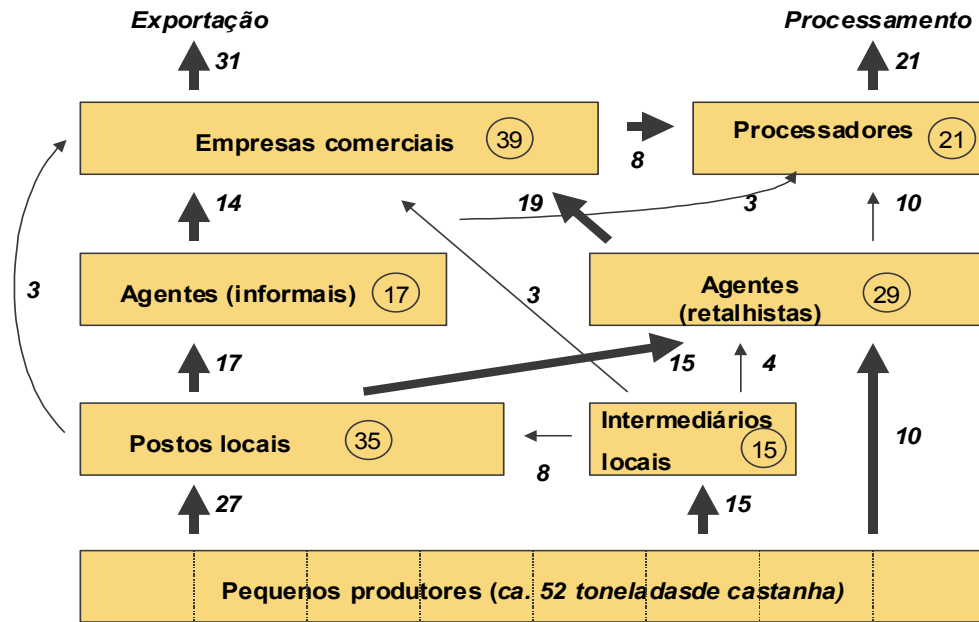 Exportação
Processamento
31
21
Empresas comerciais 39
8
Processadores 21
14
19
3
10
3
Agentes (informais) 17
3
Agentes
(retalhistas) 29
17
15
4
Postos locais 35
8
Intermediários
locais 15
10
27
15
Pequenos produtores (ca. 52 toneladasde castanha)